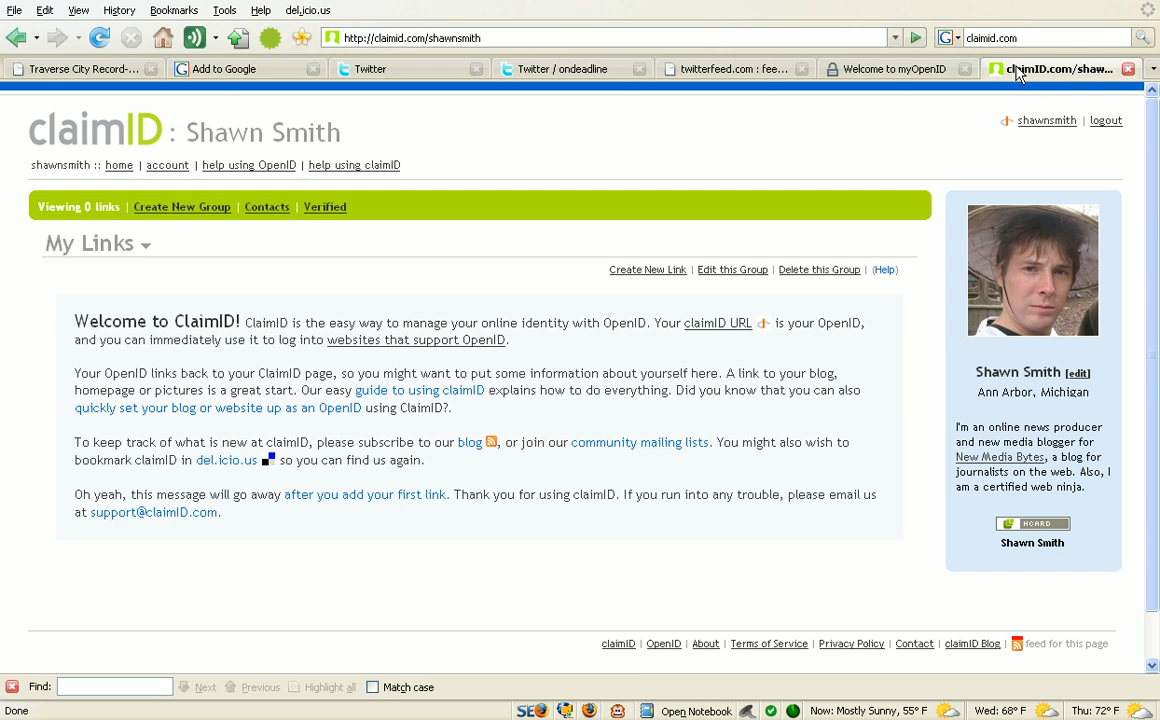 File Edit View History Bookmarks Tools Help del.icio.us
http://claimid.com/shawnsmith
claimid.com
Traverse City Record-...
Add to Google
Twitter
Twitter / ondeadline
twitterfeed.com : fee...
Welcome to myOpenID
claimID.com/shaw...
claimID : Shawn Smith
shawnsmith | logout
shawnsmith :: home | account | help using OpenID | help using claimID
Viewing 0 links | Create New Group | Contacts | Verified
My Links
Create New Link | Edit this Group | Delete this Group | (Help)
Welcome to ClaimID! ClaimID is the easy way to manage your online identity with OpenID. Your claimID URL is your OpenID,
and you can immediately use it to log into websites that support OpenID.
Your OpenID links back to your ClaimID page, so you might want to put some information about yourself here. A link to your blog,
homepage or pictures is a great start. Our easy guide to using claimID explains how to do everything. Did you know that you can also
quickly set your blog or website up as an OpenID using ClaimID?.
To keep track of what is new at claimID, please subscribe to our blog , or join our community mailing lists. You might also wish to
bookmark claimID in del.icio.us so you can find us again.
Oh yeah, this message will go away after you add your first link. Thank you for using claimID. If you run into any trouble, please email us
at support@claimID.com.
Shawn Smith [edit]
Ann Arbor, Michigan
I'm an online news producer
and new media blogger for
New Media Bytes, a blog for
journalists on the web. Also, I
am a certified web ninja.
HCARD
Shawn Smith
claimID | OpenID | About | Terms of Service | Privacy Policy | Contact | claimID Blog | feed for this page
Find: Next Previous Highlight all Match case
Done
SE
Open Notebook
Now: Mostly Sunny, 55° F
Wed: 68° F
Thu: 72° F